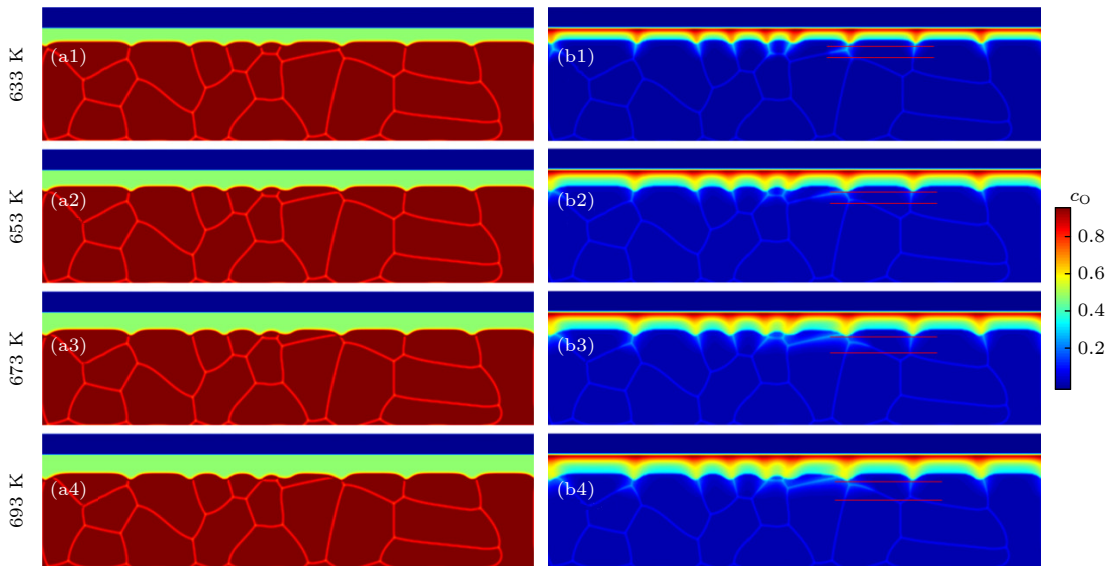 633 K
(a1)
(b1)
653 K
(a2)
(b2)
673 K
(a3)
(b3)
693 K
(a4)
(b4)
cO
0.8
0.6
0.4
0.2